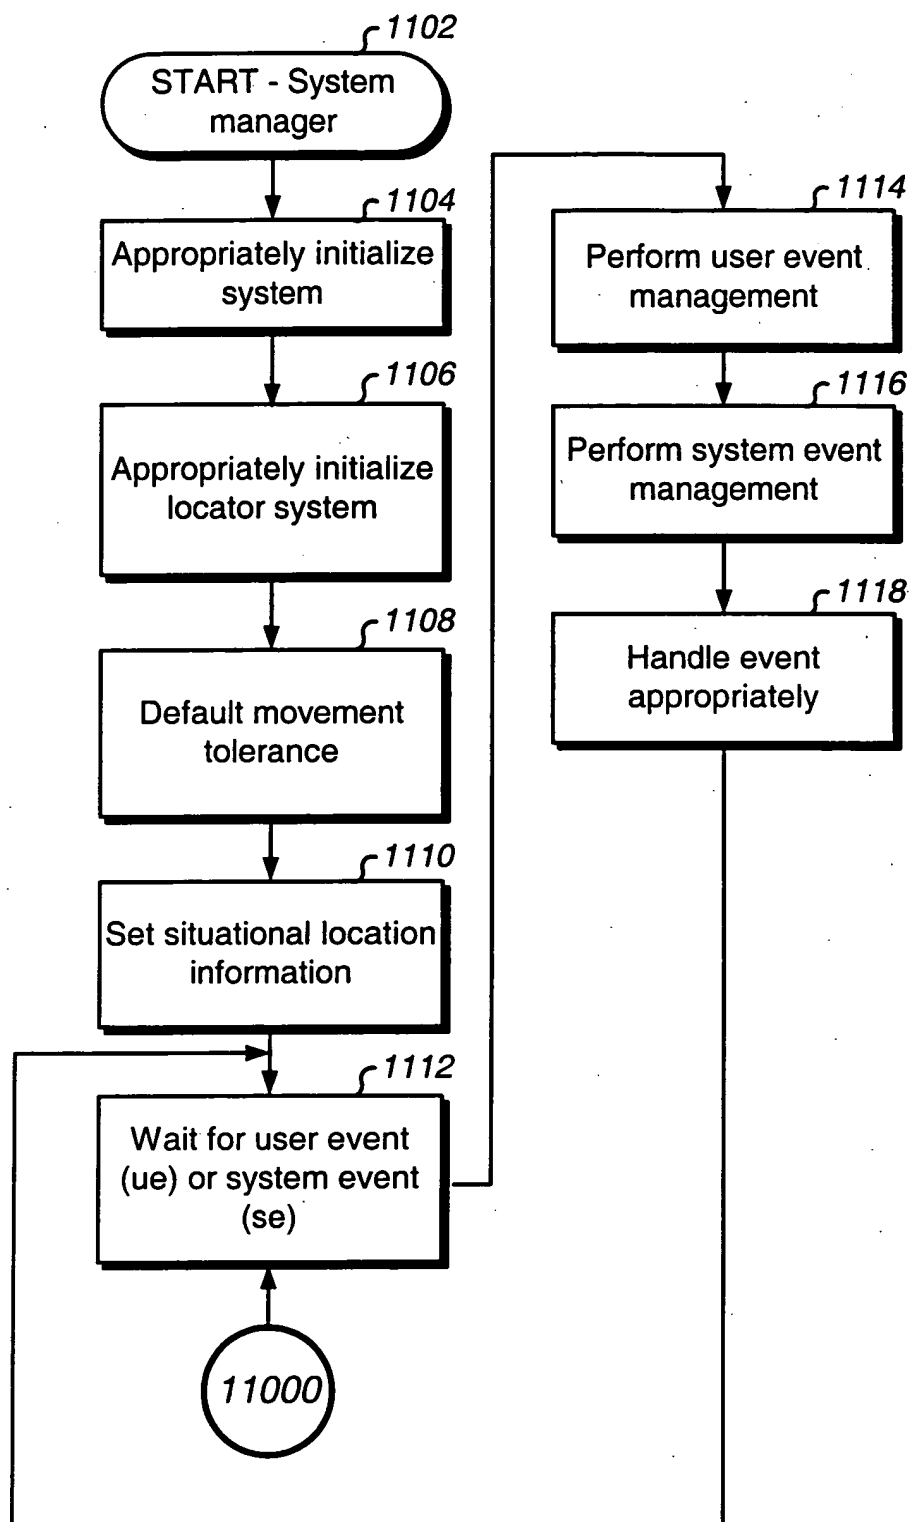 1102
START - System
manager
1104
Appropriately initialize
system
1106
Appropriately initialize
locator system
1108
Default movement
tolerance
1110
Set situational location
information
1112
Wait for user event
(ue) or system event
(se)
11000
1114
Perform user event
management
1116
Perform system event
management
1118
Handle event
appropriately